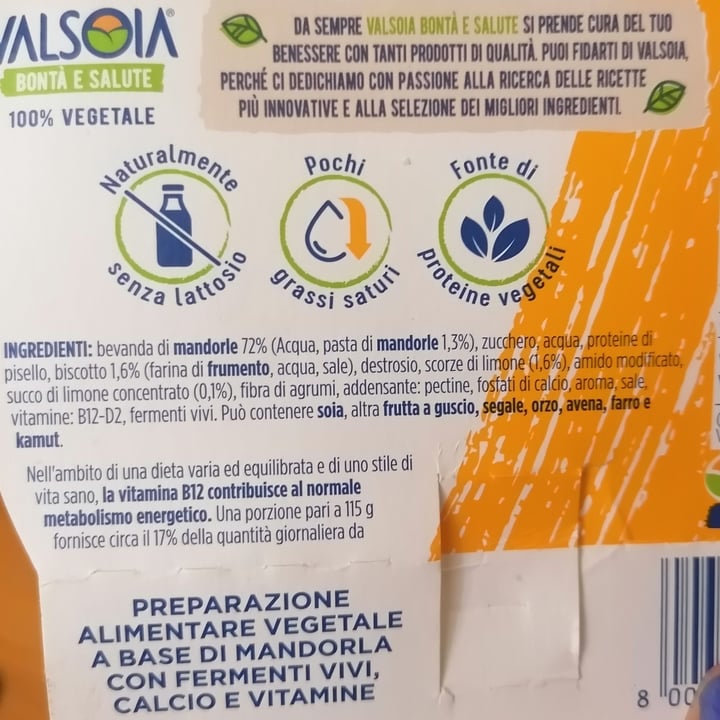 VALSOIA®
BONTÀ E SALUTE
100% VEGETALE
DA SEMPRE VALSOIA BONTÀ E SALUTE SI PRENDE CURA DEL TUO
BENESSERE CON TANTI PRODOTTI DI QUALITÀ. PUOI FIDARTI DI VALSOIA,
PERCHÉ CI DEDICHIAMO CON PASSIONE ALLA RICERCA DELLE RICETTE
PIÙ INNOVATIVE E ALLA SELEZIONE DEI MIGLIORI INGREDIENTI.
Naturalmente
senza lattosio
Pochi
grassi saturi
Fonte di
proteine vegetali
INGREDIENTI: bevanda di mandorle 72% (Acqua, pasta di mandorle 1,3%), zucchero, acqua, proteine di
pisello, biscotto 1,6% (farina di frumento, acqua, sale), destrosio, scorze di limone (1,6%), amido modificato,
succo di limone concentrato (0,1%), fibra di agrumi, addensante: pectine, fosfati di calcio, aroma, sale,
vitamine: B12-D2, fermenti vivi. Può contenere soia, altra frutta a guscio, segale, orzo, avena, farro e
kamut.
Nell'ambito di una dieta varia ed equilibrata e di uno stile di
vita sano, la vitamina B12 contribuisce al normale
metabolismo energetico. Una porzione pari a 115 g
fornisce circa il 17% della quantità giornaliera da
PREPARAZIONE
ALIMENTARE VEGETALE
A BASE DI MANDORLA
CON FERMENTI VIVI,
CALCIO E VITAMINE
8 00